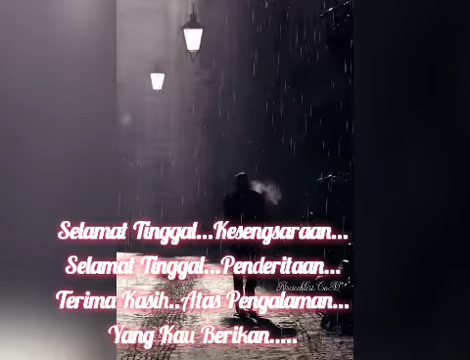 Selamat Tinggal...Kesengsaraan...
Selamat Tinggal...Penderitaan...
Terima Kasih..Atas Pengalaman...
Yang Kau Berikan.....